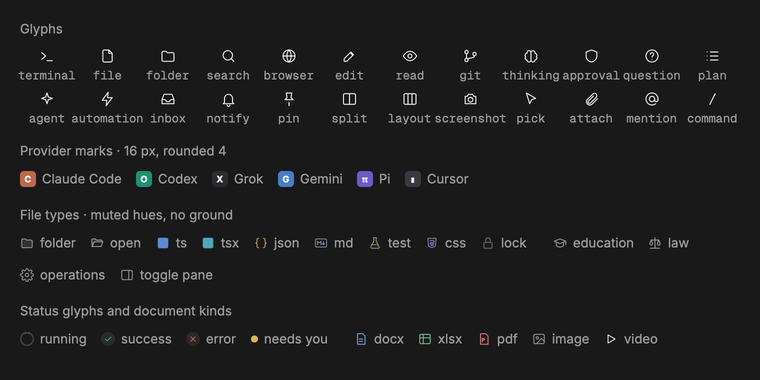 Glyphs
terminal file folder search browser edit read git thinking approval question plan
agent automation inbox notify pin split layout screenshot pick attach mention command
Provider marks · 16 px, rounded 4
C Claude Code O Codex X Grok G Gemini π Pi Cursor
File types · muted hues, no ground
folder open ts tsx {} json M↓ md test css lock education law
operations toggle pane
Status glyphs and document kinds
running success error needs you docx xlsx pdf image video